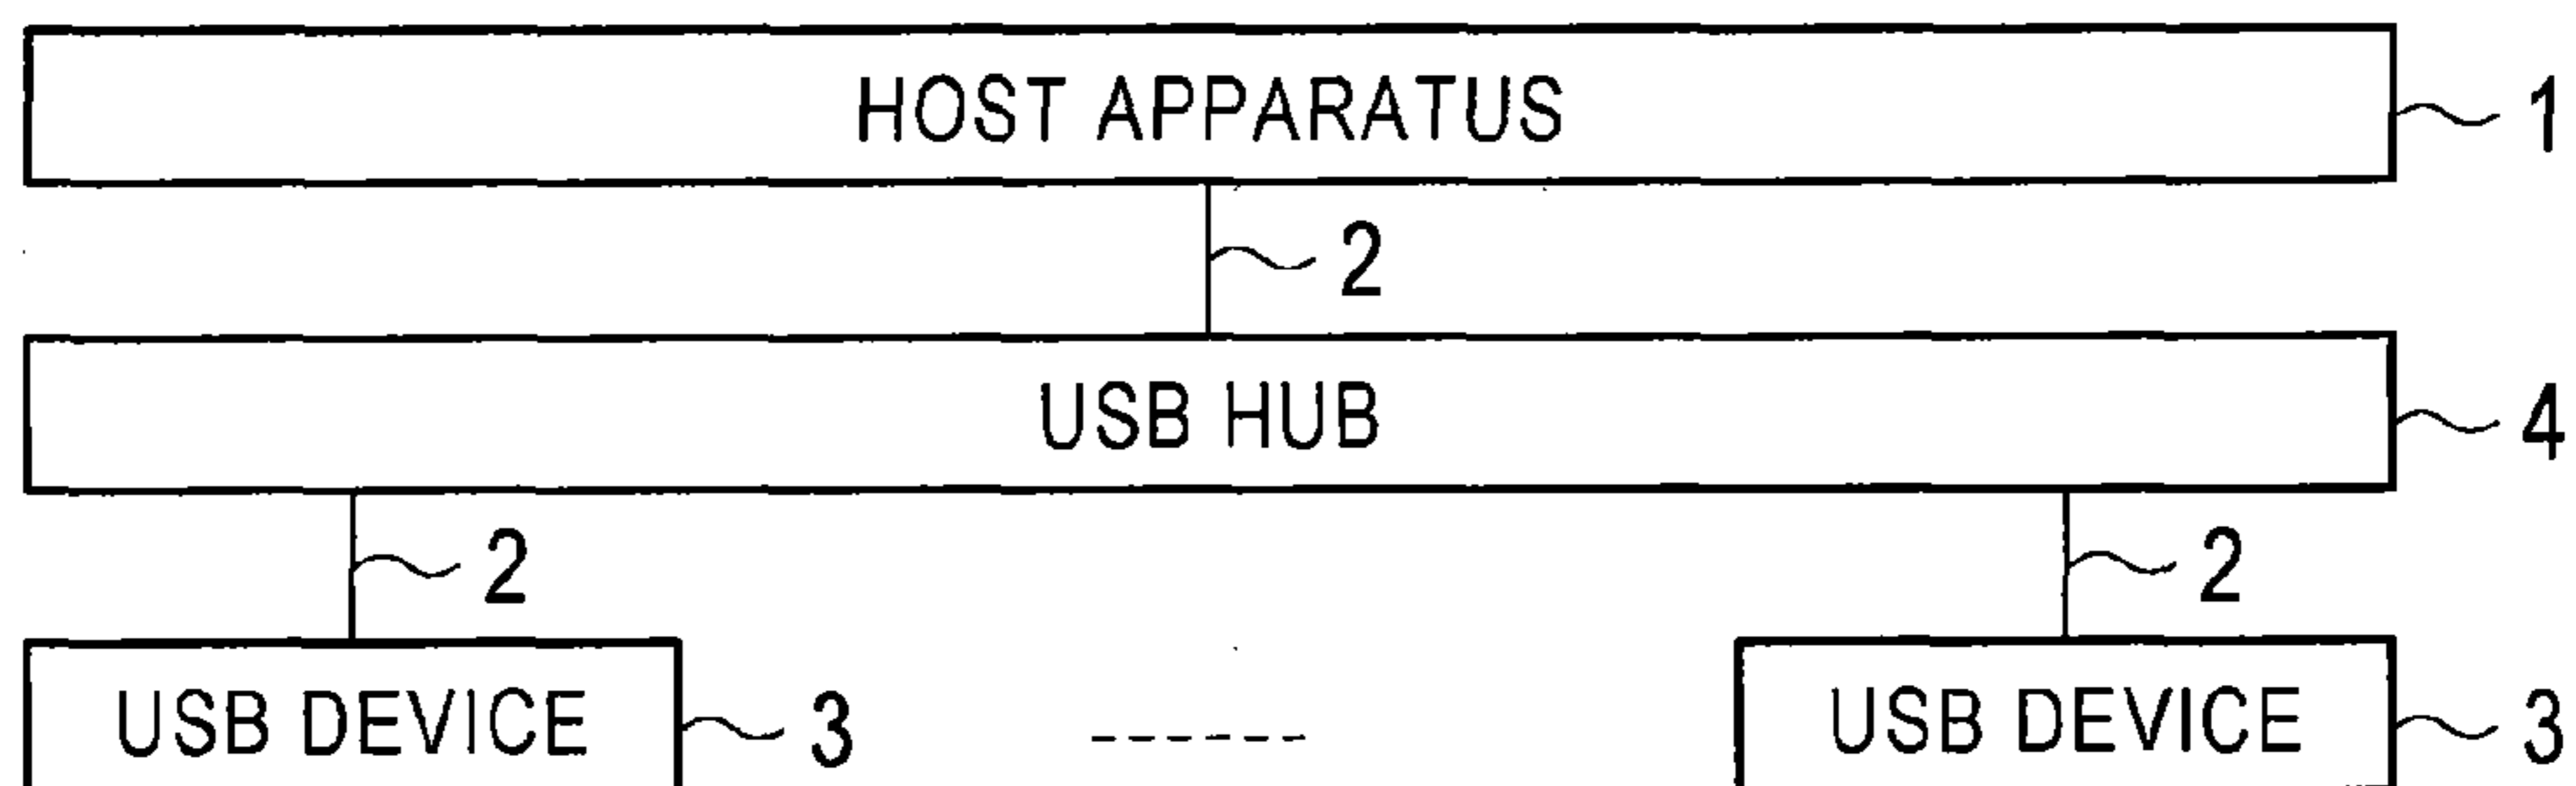 HOST APPARATUS 1
2
USB HUB 4
2 2
USB DEVICE 3 USB DEVICE 3